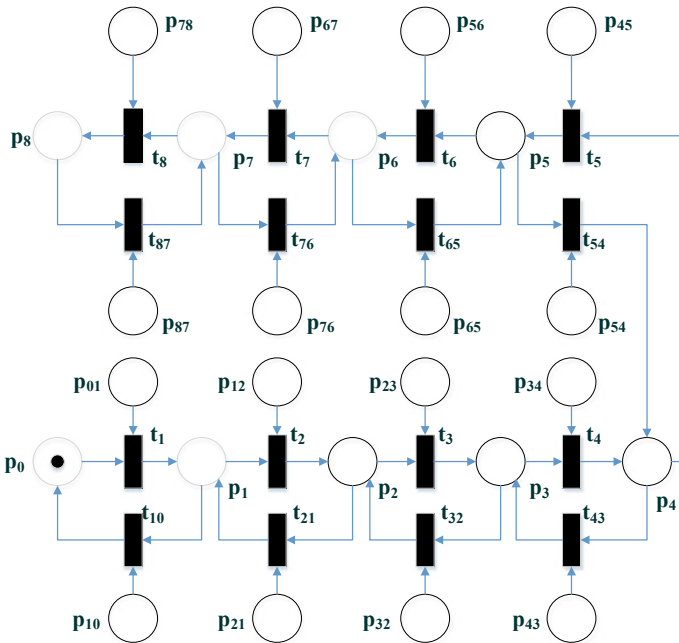 p78 p67 p56 p45
p8 t8 p7 t7 p6 t6 p5 t5
t87 t76 t65 t54
p87 p76 p65 p54
p01 p12 p23 p34
t1 t2 t3 t4
p0 p1 p2 p3 p4
t10 t21 t32 t43
p10 p21 p32 p43